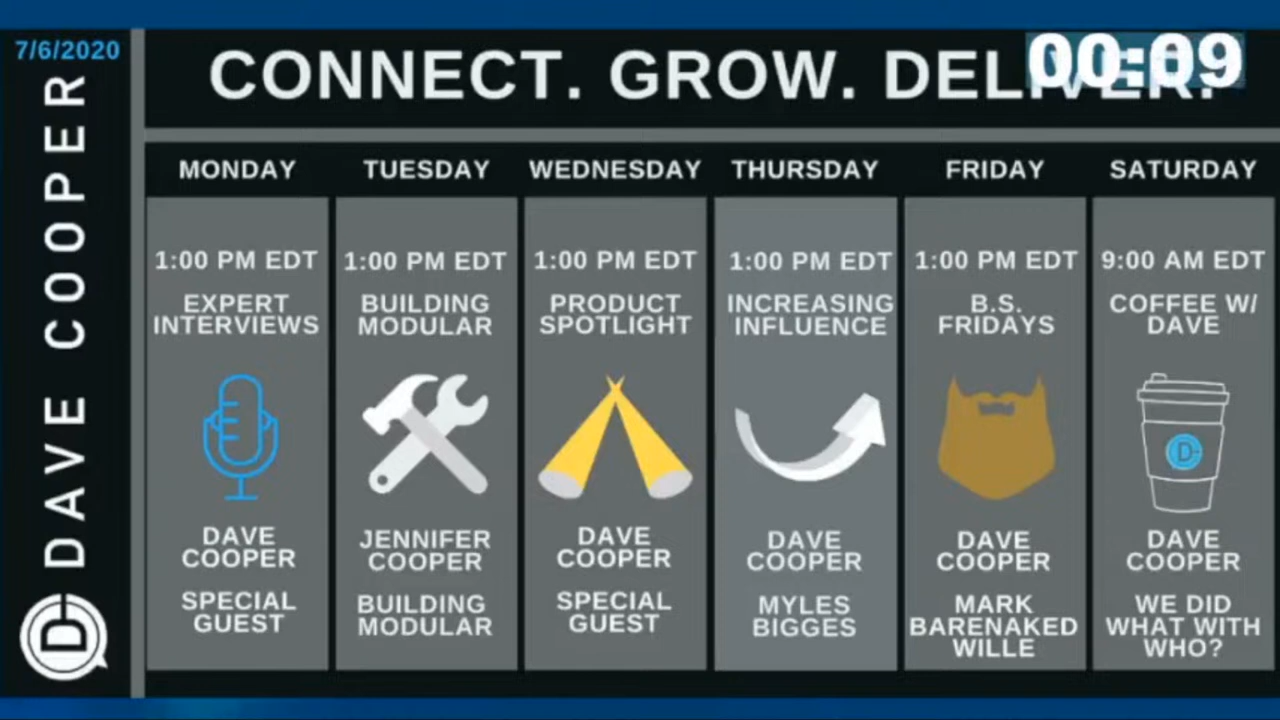 7/6/2020
DAVE COOPER
CONNECT. GROW. DELIVER.
00:09
MONDAY
TUESDAY
WEDNESDAY
THURSDAY
FRIDAY
SATURDAY
1:00 PM EDT
EXPERT
INTERVIEWS
DAVE
COOPER
SPECIAL
GUEST
1:00 PM EDT
BUILDING
MODULAR
JENNIFER
COOPER
BUILDING
MODULAR
1:00 PM EDT
PRODUCT
SPOTLIGHT
DAVE
COOPER
SPECIAL
GUEST
1:00 PM EDT
INCREASING
INFLUENCE
DAVE
COOPER
MYLES
BIGGES
1:00 PM EDT
B.S.
FRIDAYS
DAVE
COOPER
MARK
BARENAKED
WILLE
9:00 AM EDT
COFFEE W/
DAVE
D
DAVE
COOPER
WE DID
WHAT WITH
WHO?
D